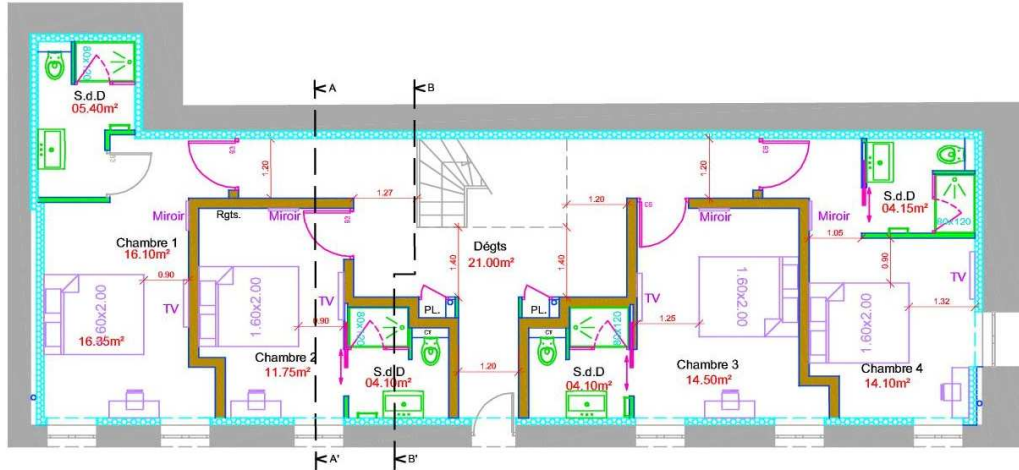 A
B
80x120
S.d.D
05.40m²
1.20
1.20
S.d.D
04.15m²
80x120
Miroir
Rgts.
Miroir
1.27
1.20
Miroir
Miroir
Chambre 1
16.10m²
Dégts
21.00m²
1.40
1.40
1.05
0.90
0.90
TV
TV
TV
TV
1.60x2.00
1.60x2.00
1.60x2.00
1.60x2.00
1.32
16.35m²
0.90
PL.
PL.
1.25
80x120
80x120
Chambre 2
11.75m²
S.d.D
04.10m²
1.20
S.d.D
04.10m²
Chambre 3
14.50m²
Chambre 4
14.10m²
A'
B'